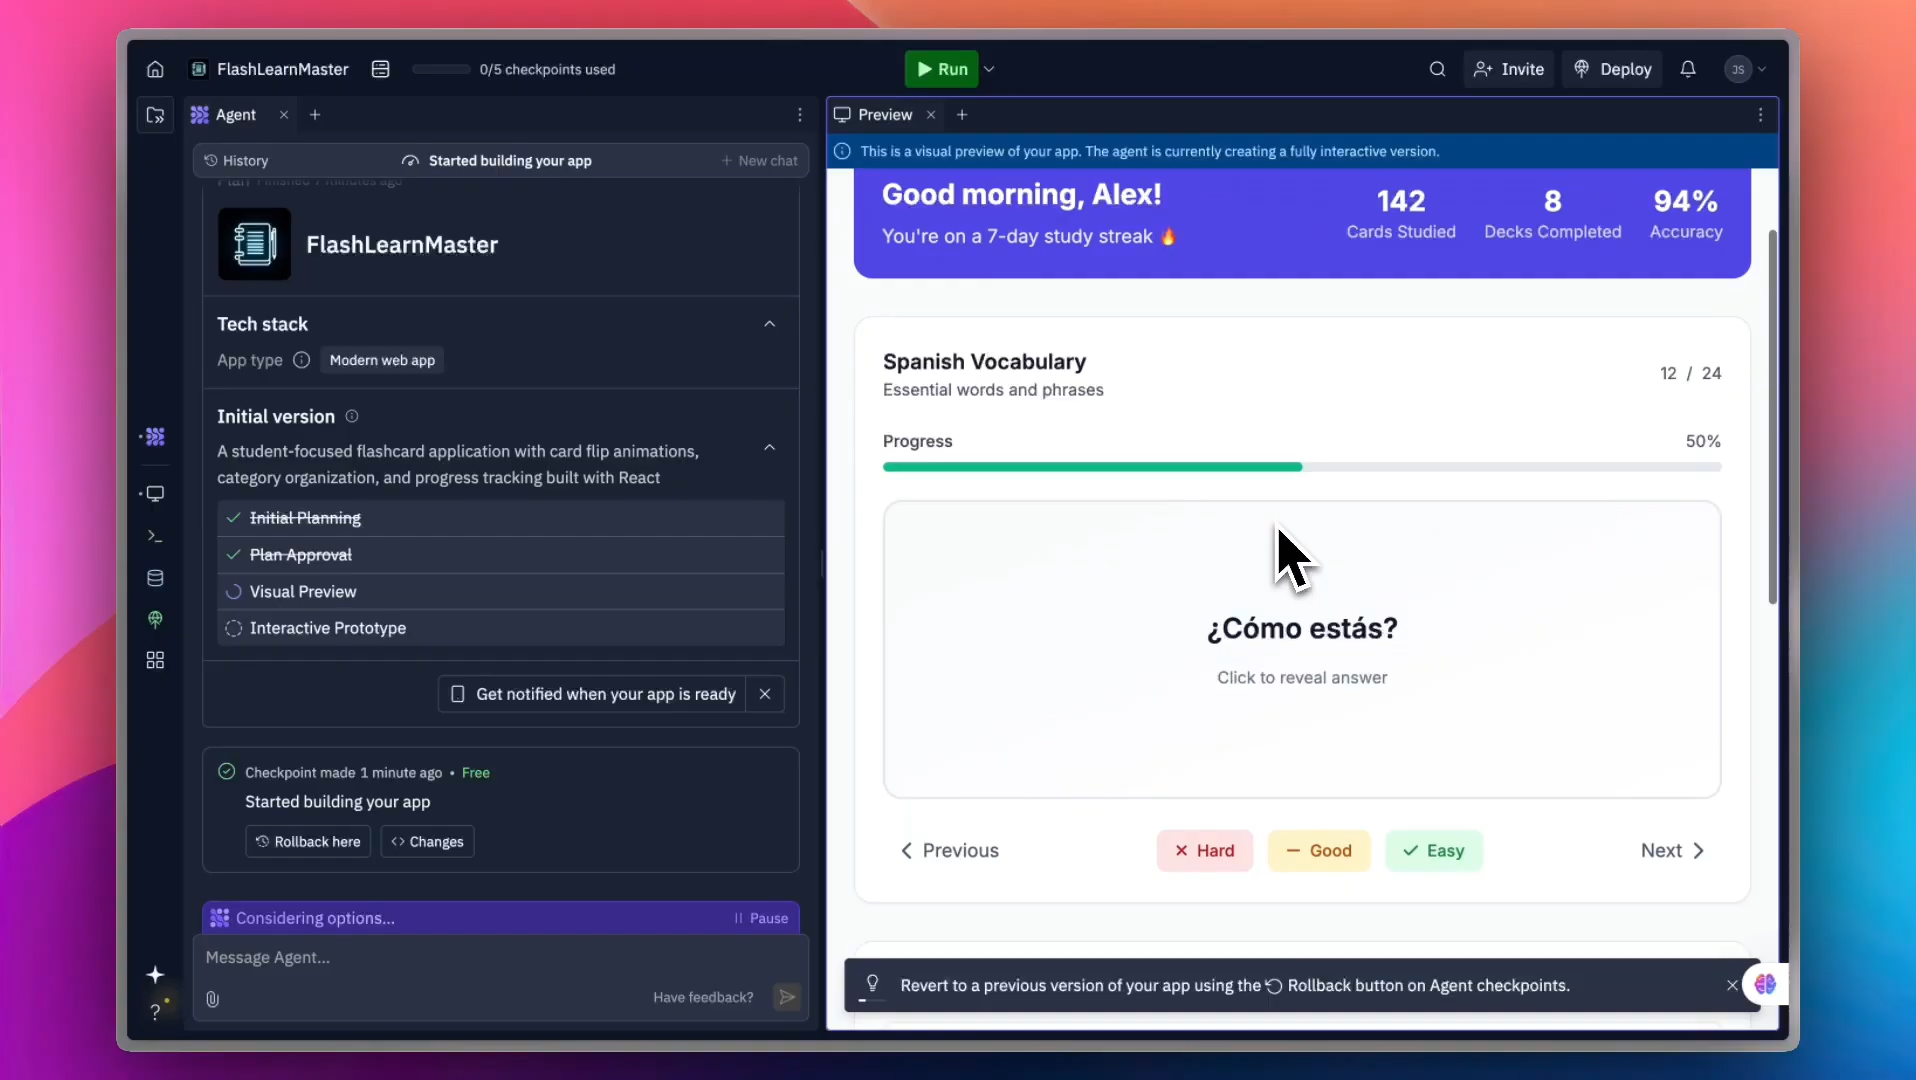 FlashLearnMaster
0/5 checkpoints used
Run
Invite
Deploy
JS
Agent
History
Started building your app
New chat
Plan Finished 7 minutes ago
FlashLearnMaster
Tech stack
App type
Modern web app
Initial version
A student-focused flashcard application with card flip animations,
category organization, and progress tracking built with React
Initial Planning
Plan Approval
Visual Preview
Interactive Prototype
Get notified when your app is ready
Checkpoint made 1 minute ago • Free
Started building your app
Rollback here
Changes
Considering options...
Pause
Message Agent...
Have feedback?
Preview
This is a visual preview of your app. The agent is currently creating a fully interactive version.
Good morning, Alex!
You're on a 7-day study streak 🔥
142
Cards Studied
8
Decks Completed
94%
Accuracy
Spanish Vocabulary
Essential words and phrases
12 / 24
Progress
50%
¿Cómo estás?
Click to reveal answer
Previous
Hard
Good
Easy
Next
Revert to a previous version of your app using the Rollback button on Agent checkpoints.